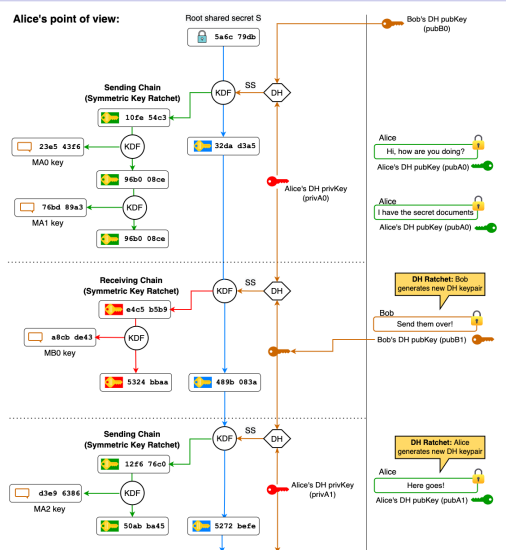 Alice's point of view:
Root shared secret S
5a6c 79db
Bob's DH pubKey
(pubB0)
Sending Chain
(Symmetric Key Ratchet)
KDF
SS
DH
10fe 54c3
23e5 43f6
MA0 key
KDF
32da d3a5
96b0 08ce
76bd 89a3
MA1 key
KDF
96b0 08ce
Alice's DH privKey
(privA0)
Alice
Hi, how are you doing?
Alice's DH pubKey (pubA0)
Alice
I have the secret documents
Alice's DH pubKey (pubA0)
Receiving Chain
(Symmetric Key Ratchet)
KDF
SS
DH
e4c5 b5b9
a8cb de43
MB0 key
KDF
5324 bbaa
489b 083a
DH Ratchet: Bob
generates new DH keypair
Bob
Send them over!
Bob's DH pubKey (pubB1)
Sending Chain
(Symmetric Key Ratchet)
KDF
SS
DH
12f6 76c0
d3e9 6386
MA2 key
KDF
50ab ba45
5272 befe
Alice's DH privKey
(privA1)
DH Ratchet: Alice
generates new DH keypair
Alice
Here goes!
Alice's DH pubKey (pubA1)